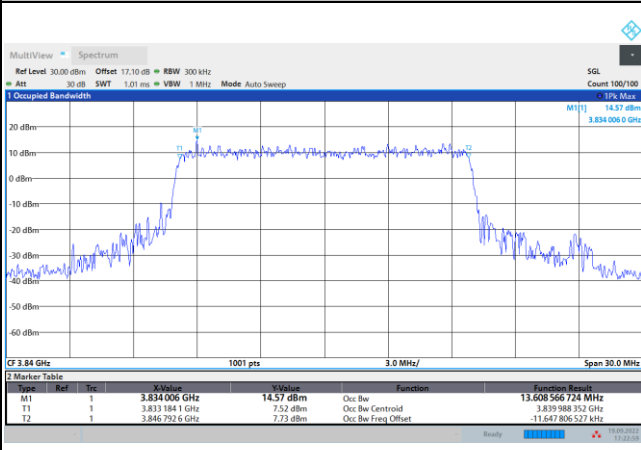 MultiView Spectrum
Ref Level 30.00 dBm Offset 17.10 dB RBW 300 kHz SGL
Att 30 dB SWT 1.01 ms VBW 1 MHz Mode Auto Sweep Count 100/100
1 Occupied Bandwidth 1Pk Max
M1[1] 14.57 dBm
3.834 006 0 GHz
20 dBm
M1
T1 T2
10 dBm
0 dBm
-10 dBm
-20 dBm
-30 dBm
-40 dBm
-50 dBm
-60 dBm
CF 3.84 GHz 1001 pts 3.0 MHz/ Span 30.0 MHz
2 Marker Table
Type Ref Trc X-Value Y-Value Function Function Result
M1 1 3.834 006 GHz 14.57 dBm Occ Bw 13.608 566 724 MHz
T1 1 3.833 184 1 GHz 7.52 dBm Occ Bw Centroid 3.839 988 352 GHz
T2 1 3.846 792 6 GHz 7.73 dBm Occ Bw Freq Offset -11.647 806 527 kHz
Ready 19.09.2022
17:22:59